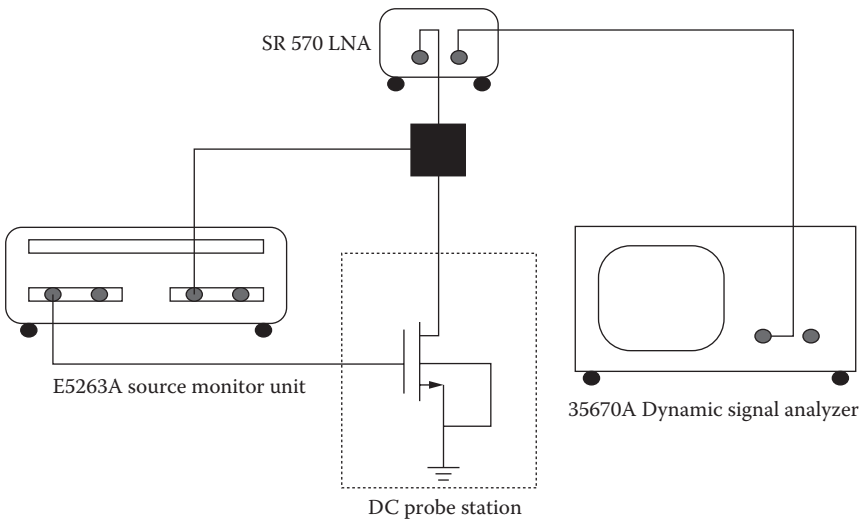 SR 570 LNA
E5263A source monitor unit
35670A Dynamic signal analyzer
DC probe station